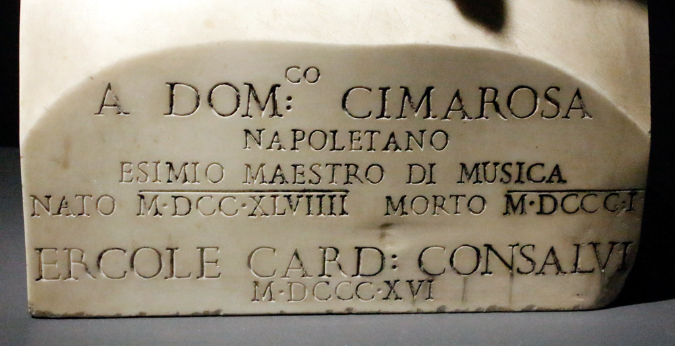 A DOM:CO CIMAROSA
NAPOLETANO
ESIMIO MAESTRO DI MUSICA
NATO M·DCC·XLVIIII MORTO M·DCCC·I
ERCOLE CARD: CONSALVI
M·DCCC·XVI